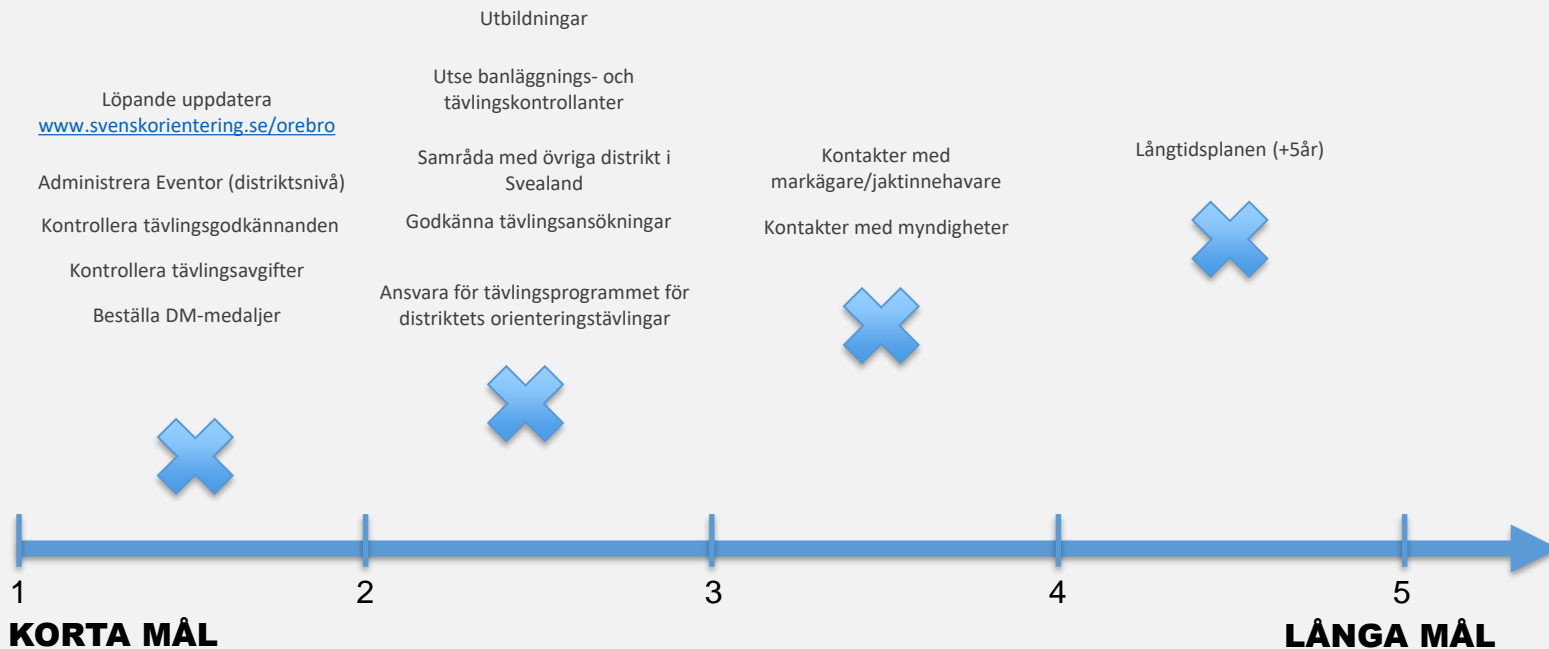 Löpande uppdatera
www.svenskorientering.se/orebro
Administrera Eventor (distriktsnivå)
Kontrollera tävlingsgodkännanden
Kontrollera tävlingsavgifter
Beställa DM-medaljer
Utbildningar
Utse banläggnings- och
tävlingskontrollanter
Samråda med övriga distrikt i
Svealand
Godkänna tävlingsansökningar
Ansvara för tävlingsprogrammet för
distriktets orienteringstävlingar
Kontakter med
markägare/jaktinnehavare
Kontakter med myndigheter
Långtidsplanen (+5år)
1
2
3
4
5
KORTA MÅL
LÅNGA MÅL